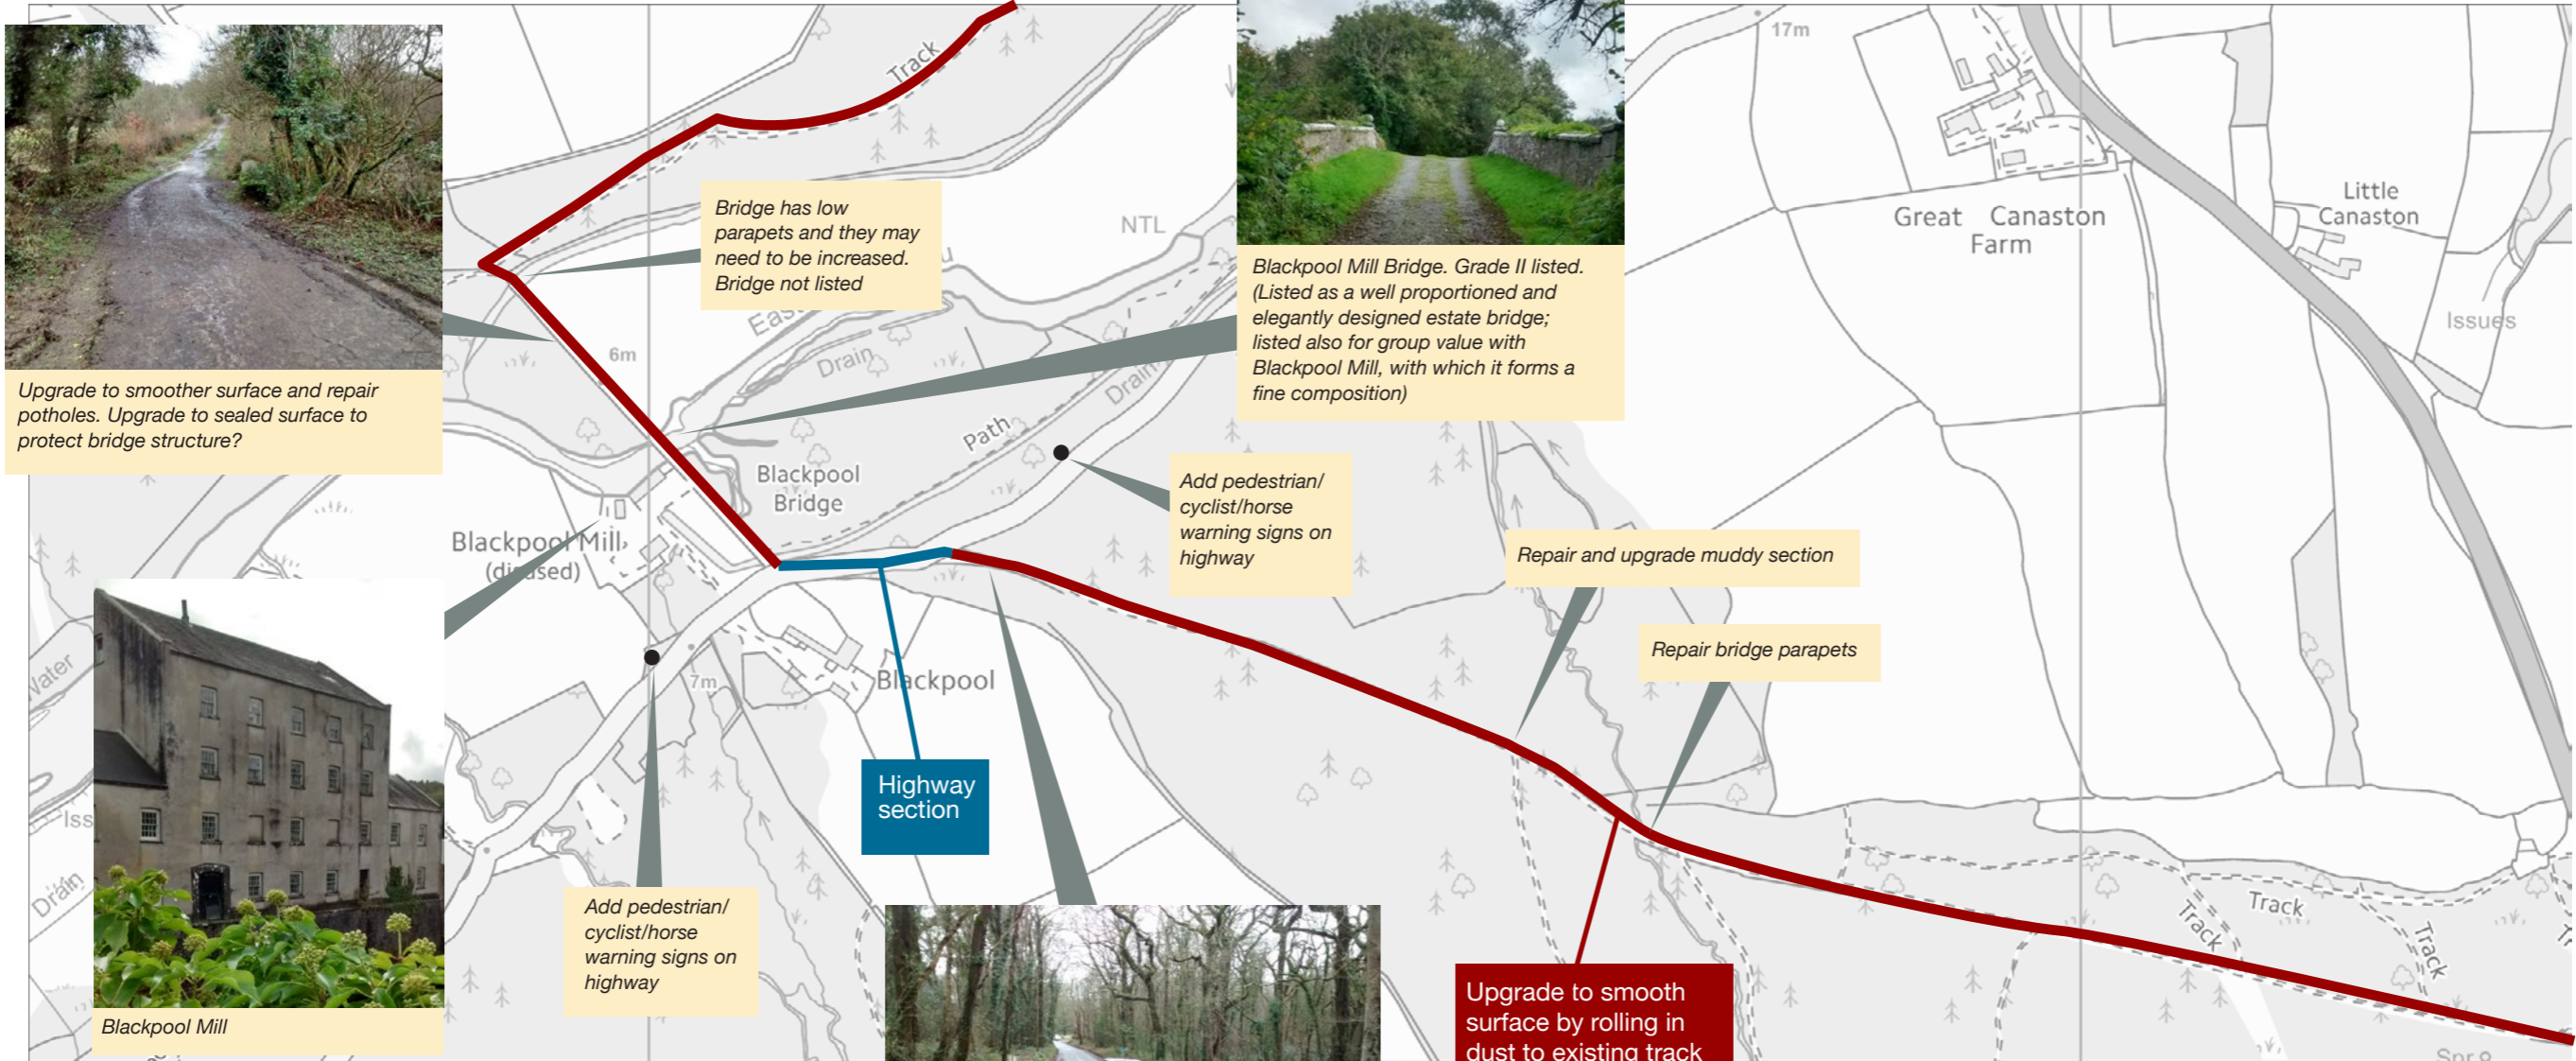 Track
17m
Bridge has low
parapets and they may
need to be increased.
Bridge not listed
NTL
Great Canaston
Farm
Little
Canaston
Issues
Blackpool Mill Bridge. Grade II listed.
(Listed as a well proportioned and
elegantly designed estate bridge;
listed also for group value with
Blackpool Mill, with which it forms a
fine composition)
East
6m
Drain
Drain
Path
Upgrade to smoother surface and repair
potholes. Upgrade to sealed surface to
protect bridge structure?
Blackpool
Bridge
Add pedestrian/
cyclist/horse
warning signs on
highway
Blackpool Mill
(disused)
Repair and upgrade muddy section
Repair bridge parapets
Water
7m
Blackpool
Highway
section
Iss
Drain
Add pedestrian/
cyclist/horse
warning signs on
highway
Track
Track
Track
Blackpool Mill
Upgrade to smooth
surface by rolling in
dust to existing track